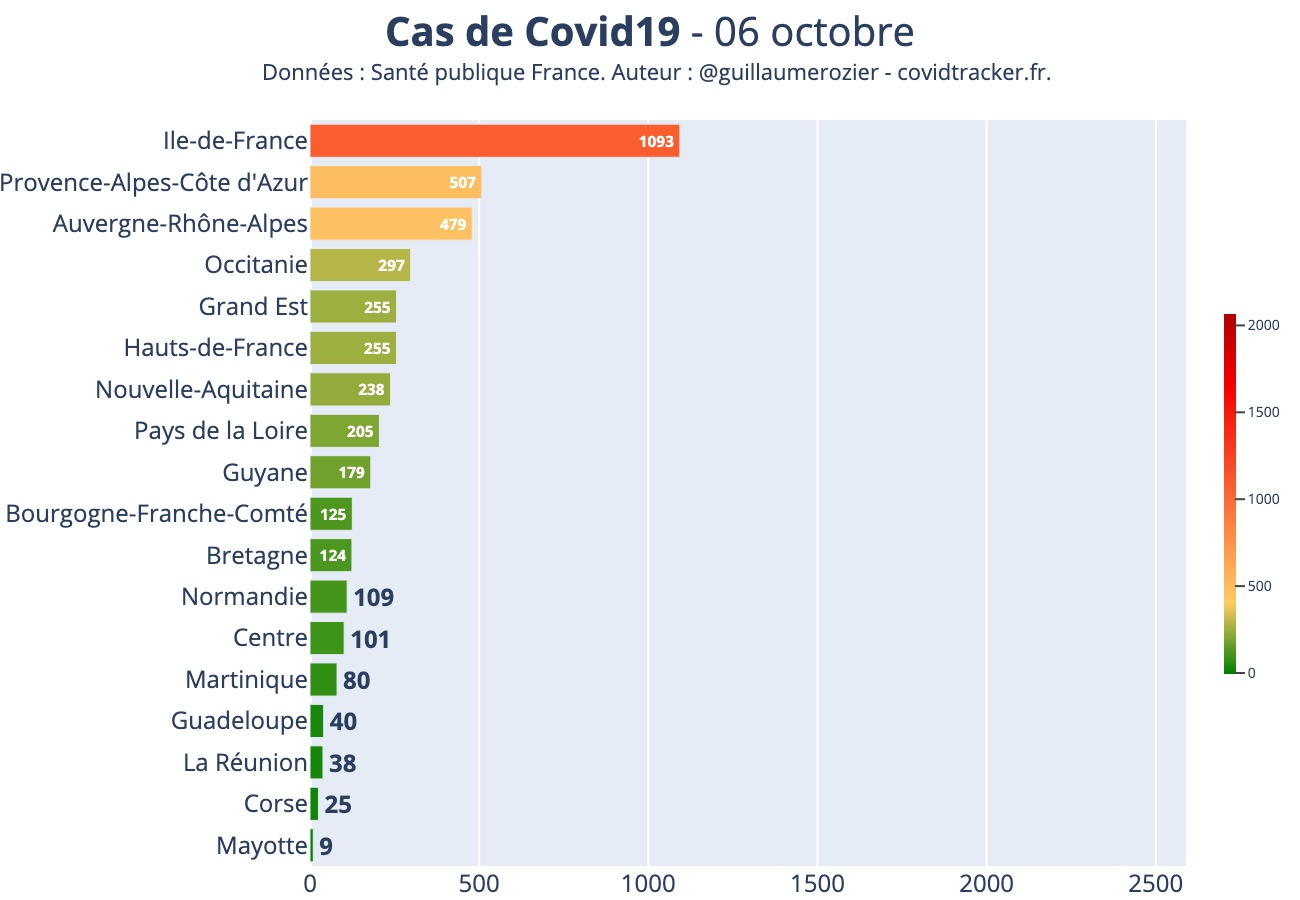 Cas de Covid19 - 06 octobre
Données : Santé publique France. Auteur : @guillaumerozier - covidtracker.fr.
Ile-de-France 1093
Provence-Alpes-Côte d'Azur 507
Auvergne-Rhône-Alpes 479
Occitanie 297
Grand Est 255
Hauts-de-France 255
Nouvelle-Aquitaine 238
Pays de la Loire 205
Guyane 179
Bourgogne-Franche-Comté 125
Bretagne 124
Normandie 109
Centre 101
Martinique 80
Guadeloupe 40
La Réunion 38
Corse 25
Mayotte 9
0 500 1000 1500 2000 2500
2000
1500
1000
500
0